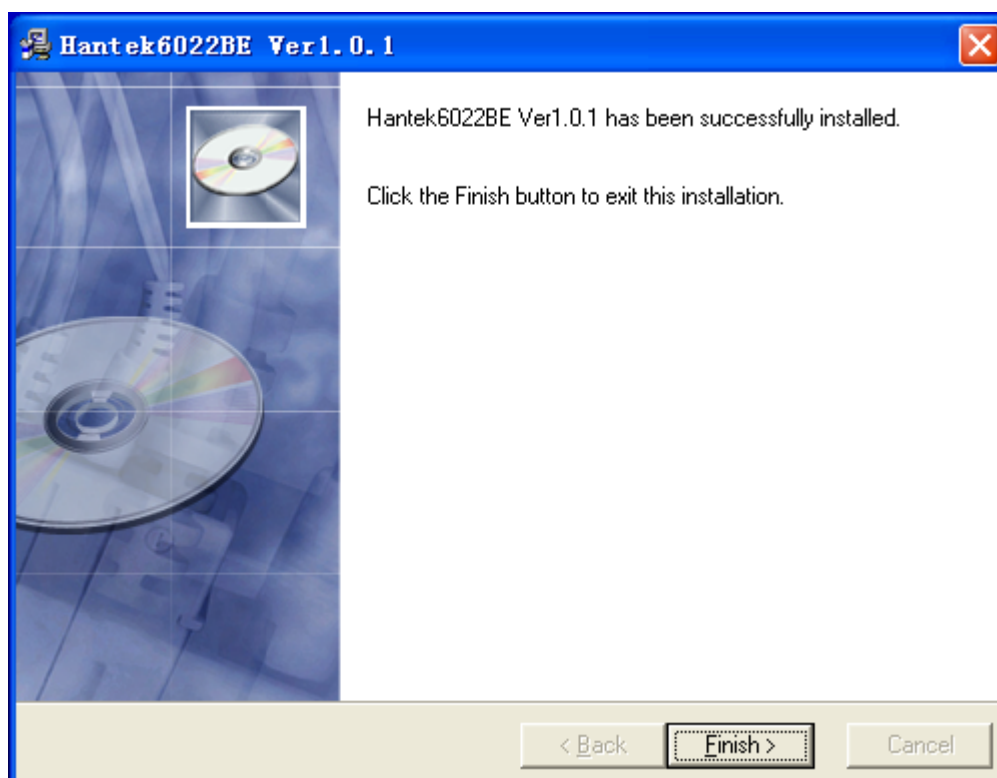 Hantek6022BE Ver1.0.1
Hantek6022BE Ver1.0.1 has been successfully installed.
Click the Finish button to exit this installation.
< Back
Finish >
Cancel